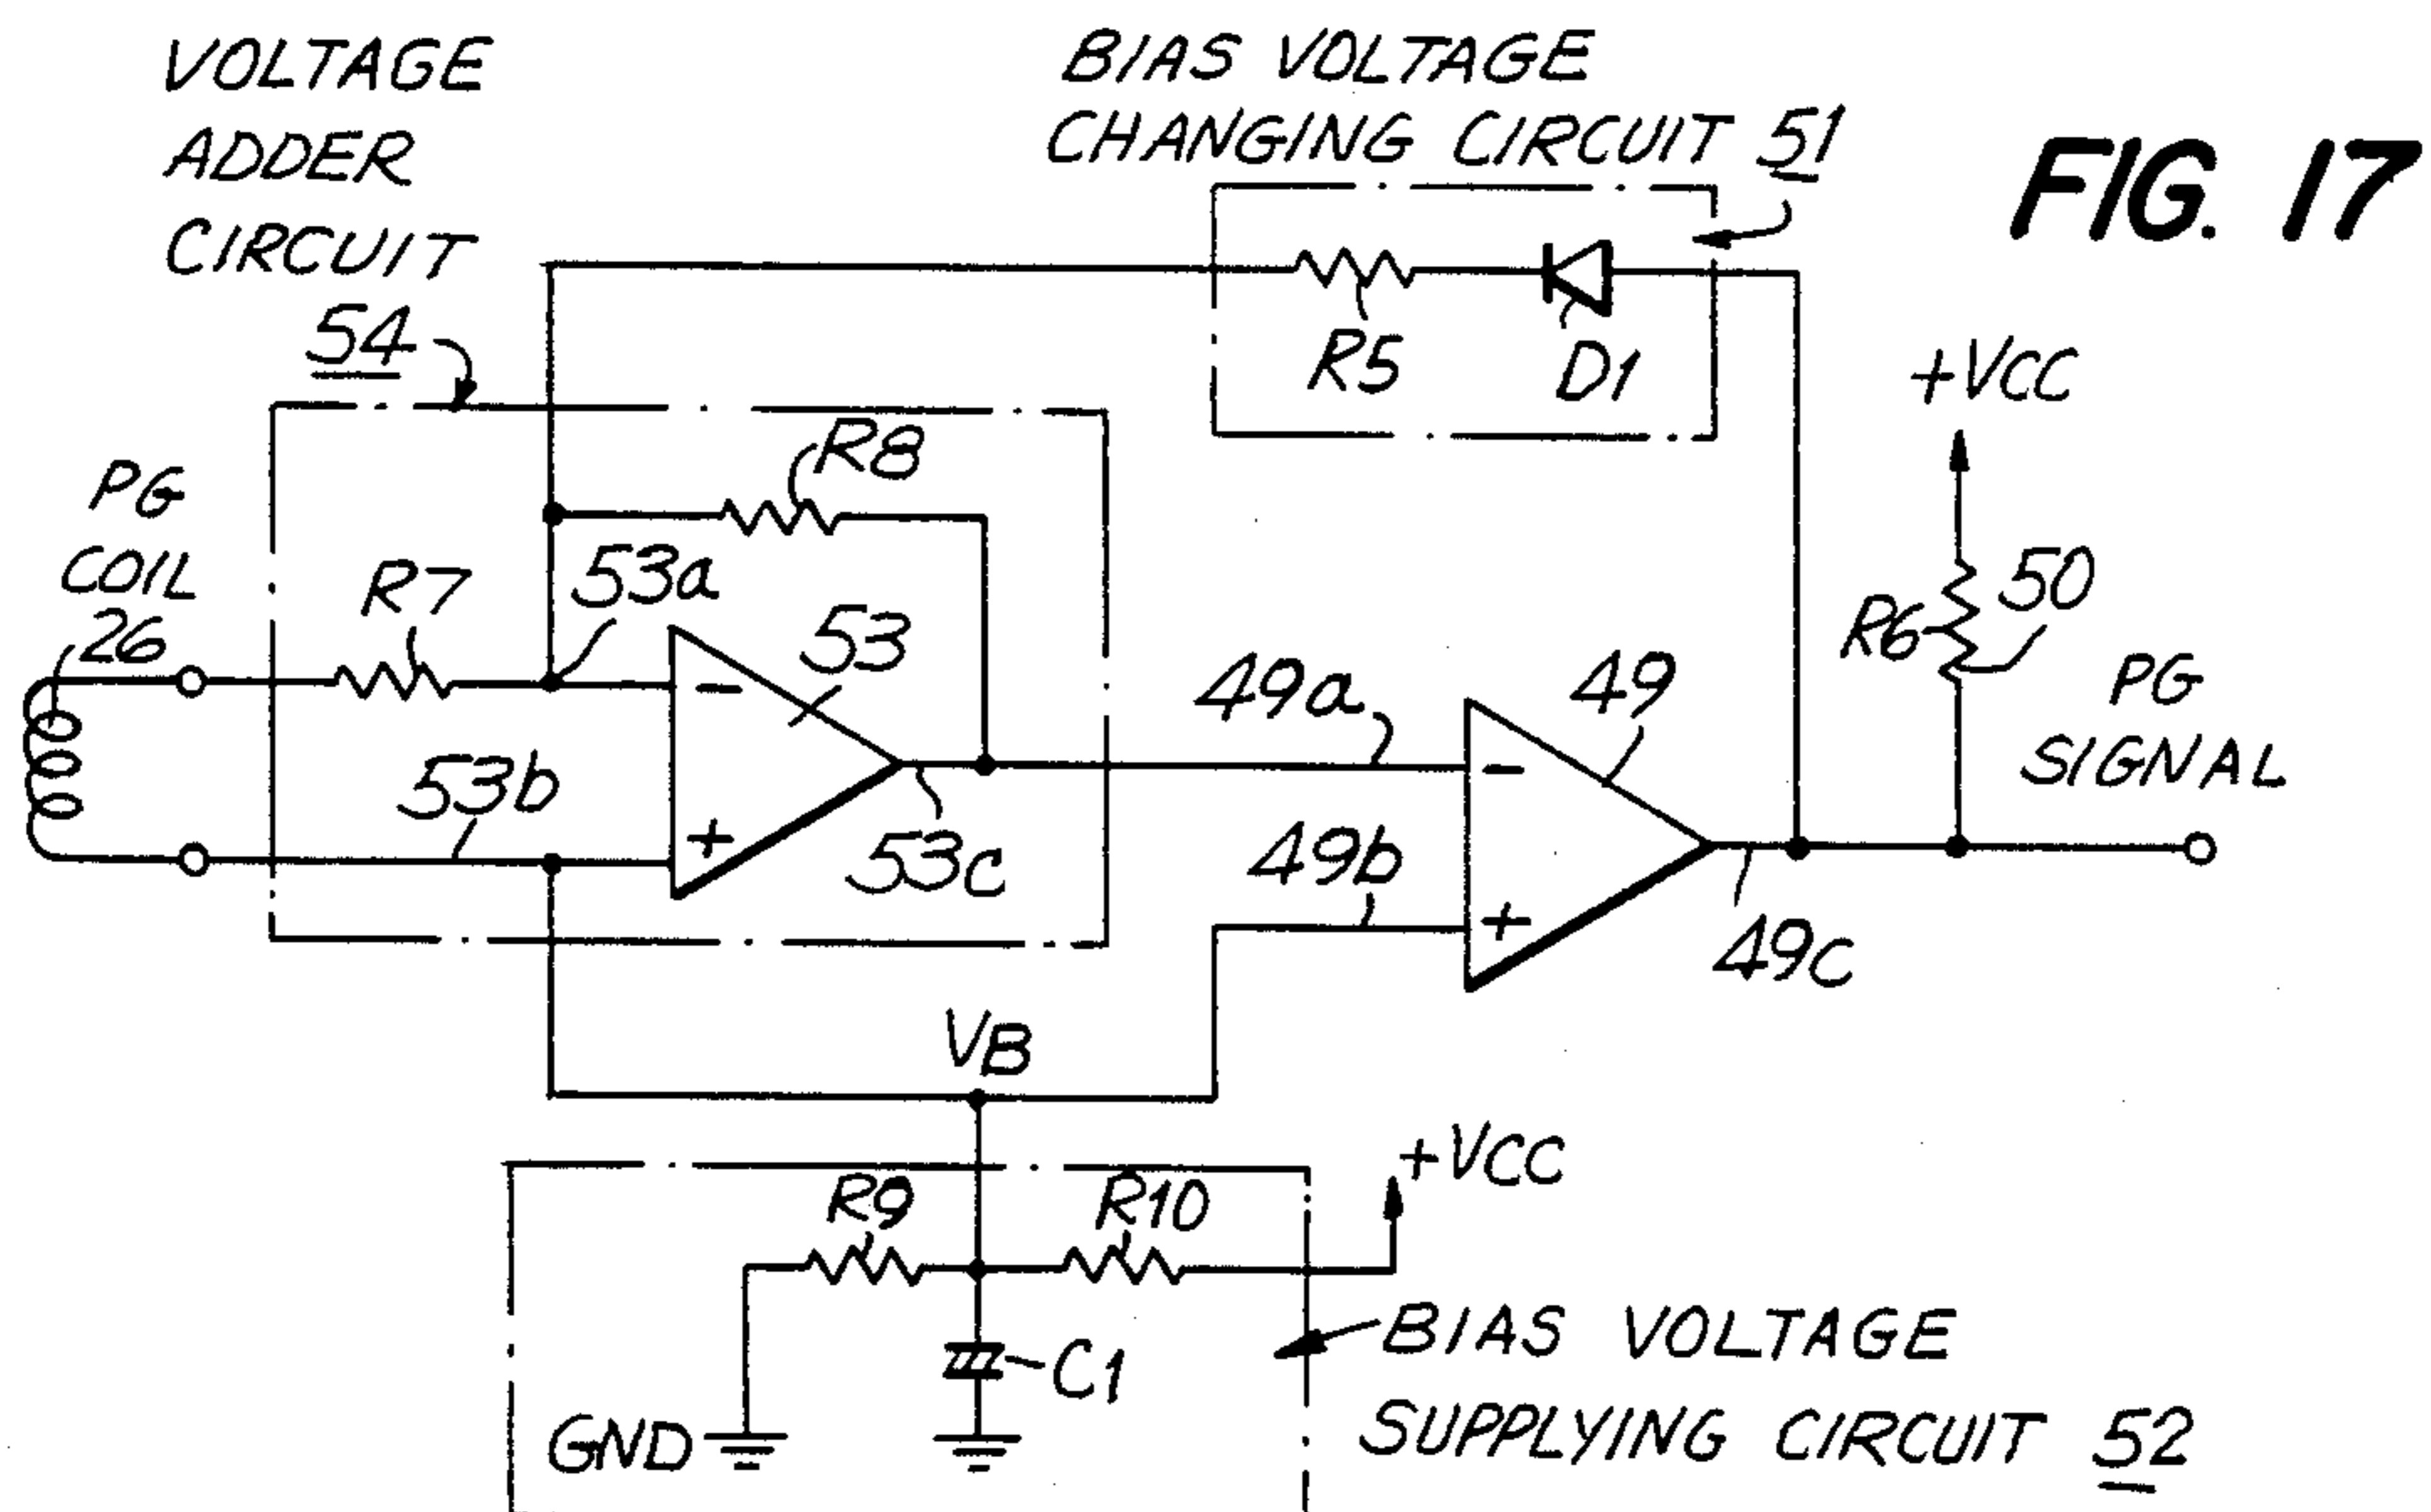 VOLTAGE
ADDER
CIRCUIT
54
BIAS VOLTAGE
CHANGING CIRCUIT 51
FIG. 17
R5
D1
+VCC
R8
PG
COIL
26
R7
53a
53
53b
53c
49a
49
49b
49c
R6
50
PG
SIGNAL
VB
+VCC
R9
R10
C1
GND
BIAS VOLTAGE
SUPPLYING CIRCUIT 52
-
+
-
+